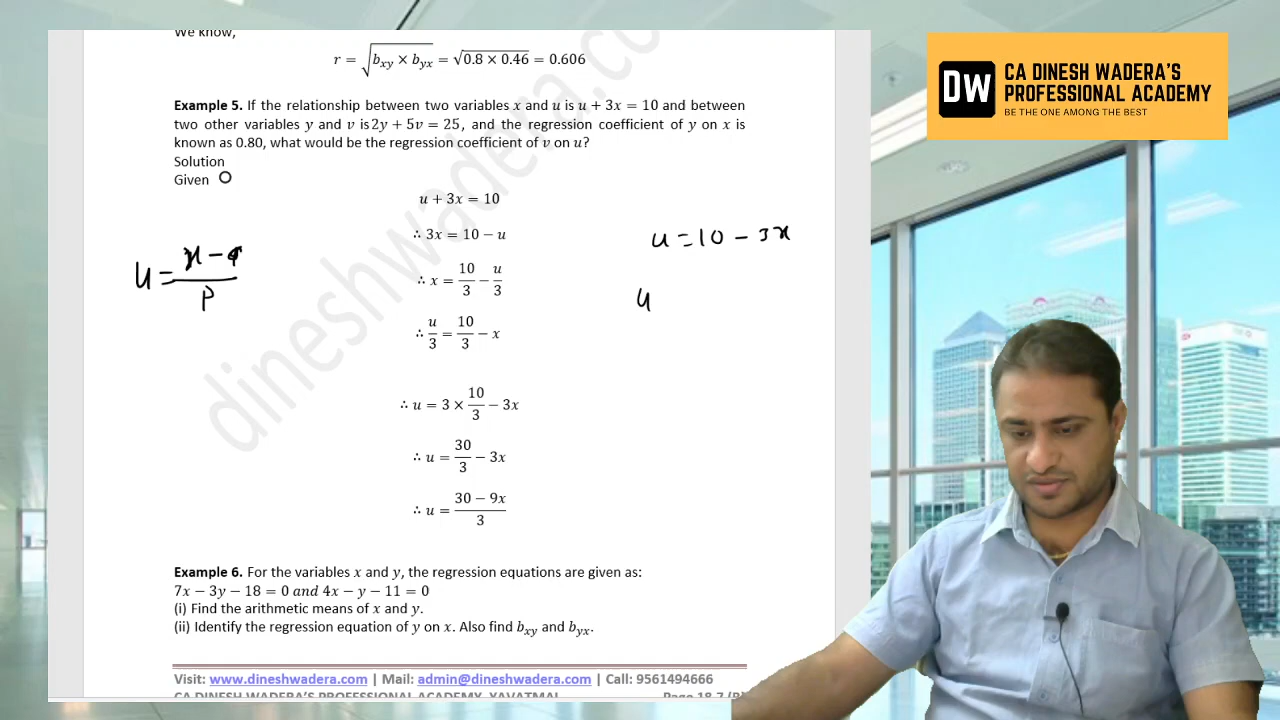 We know,
r = √(b_xy × b_yx) = √(0.8 × 0.46) = 0.606
Example 5. If the relationship between two variables x and u is u + 3x = 10 and between
two other variables y and v is 2y + 5v = 25, and the regression coefficient of y on x is
known as 0.80, what would be the regression coefficient of v on u?
Solution
Given
u + 3x = 10
∴ 3x = 10 − u
∴ x = 10/3 − u/3
∴ u/3 = 10/3 − x
∴ u = 3 × 10/3 − 3x
∴ u = 30/3 − 3x
∴ u = (30 − 9x)/3
u = 10 − 3x
u
Example 6. For the variables x and y, the regression equations are given as:
7x − 3y − 18 = 0 and 4x − y − 11 = 0
(i) Find the arithmetic means of x and y.
(ii) Identify the regression equation of y on x. Also find b_xy and b_yx.
Visit: www.dineshwadera.com | Mail: admin@dineshwadera.com | Call: 9561494666
CA DINESH WADERA'S PROFESSIONAL ACADEMY, YAVATMAL
dineshwadera.com
DW
CA DINESH WADERA'S
PROFESSIONAL ACADEMY
BE THE ONE AMONG THE BEST